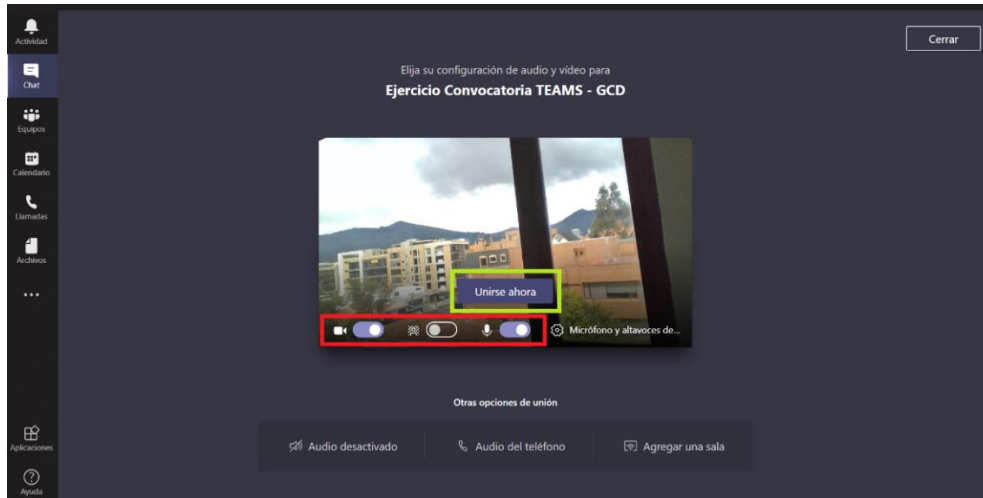 Actividad
Chat
Equipos
Calendario
Llamadas
Archivos
Aplicaciones
Ayuda
Cerrar
Elija su configuración de audio y vídeo para
Ejercicio Convocatoria TEAMS - GCD
Unirse ahora
Micrófono y altavoces de...
Otras opciones de unión
Audio desactivado
Audio del teléfono
Agregar una sala